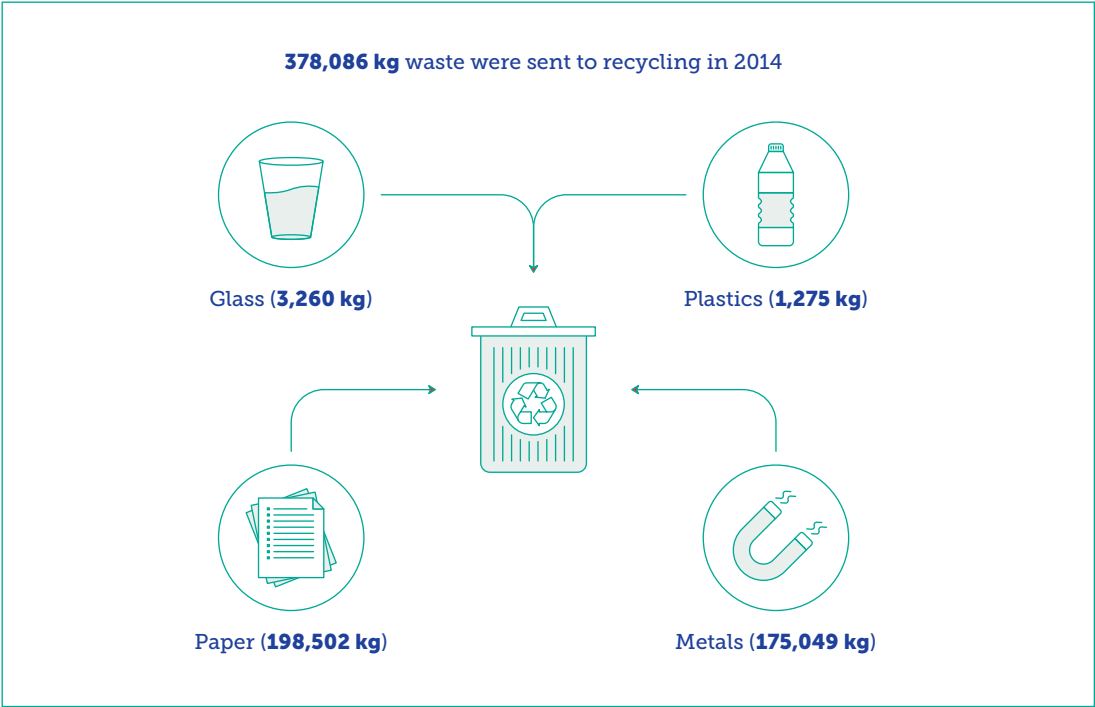 378,086 kg waste were sent to recycling in 2014
Glass (3,260 kg)
Plastics (1,275 kg)
Paper (198,502 kg)
Metals (175,049 kg)